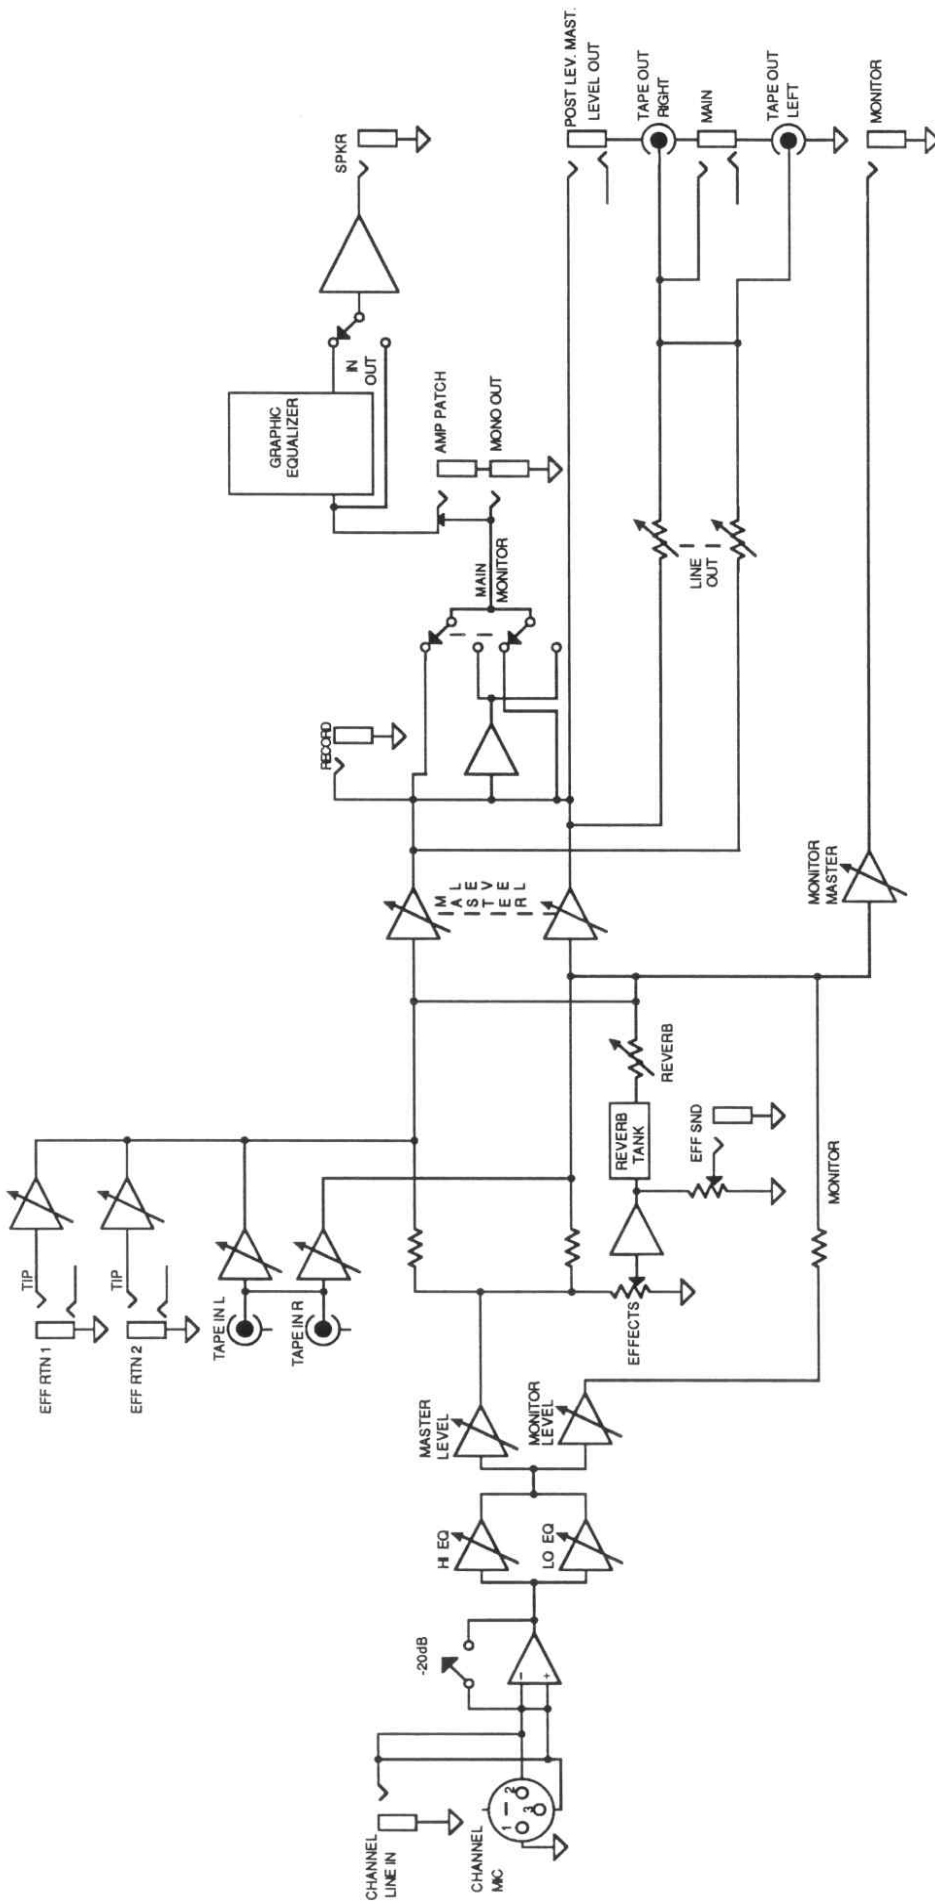 CHANNEL
LINE IN
CHANNEL
MIC
1
2
3
-20dB
-
+
HI EQ
LO EQ
MASTER
LEVEL
MONITOR
LEVEL
EFF RTN 1
TIP
EFF RTN 2
TIP
TAPE IN L
TAPE IN R
EFFECTS
REVERB
TANK
EFF SND
REVERB
MONITOR
MASTER
LEVEL
MONITOR
MASTER
RECORD
MAIN
MONITOR
AMP PATCH
MONO OUT
GRAPHIC
EQUALIZER
IN
OUT
SPKR
LINE
OUT
POST LEV. MAST.
LEVEL OUT
TAPE OUT
RIGHT
MAIN
TAPE OUT
LEFT
MONITOR